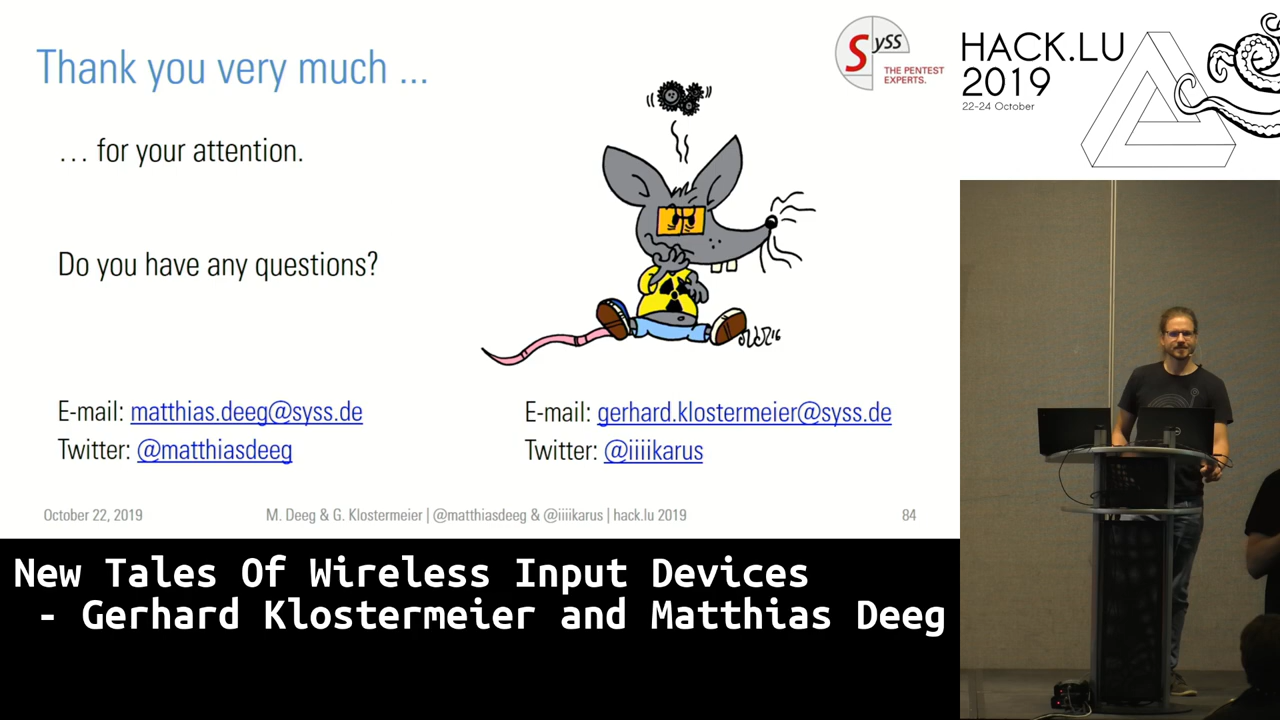 Thank you very much ...
... for your attention.
Do you have any questions?
E-mail: matthias.deeg@syss.de
Twitter: @matthiasdeeg
E-mail: gerhard.klostermeier@syss.de
Twitter: @iiiikarus
October 22, 2019
M. Deeg & G. Klostermeier | @matthiasdeeg & @iiiikarus | hack.lu 2019
84
SySS
THE PENTEST
EXPERTS.
HACK.LU
2019
22-24 October
New Tales Of Wireless Input Devices
- Gerhard Klostermeier and Matthias Deeg